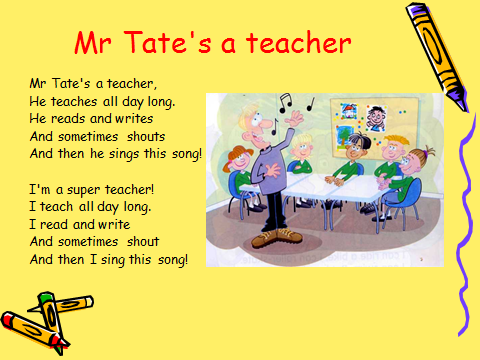 Mr Tate's a teacher
Mr Tate's a teacher,
He teaches all day long.
He reads and writes
And sometimes shouts
And then he sings this song!
I'm a super teacher!
I teach all day long.
I read and write
And sometimes shout
And then I sing this song!